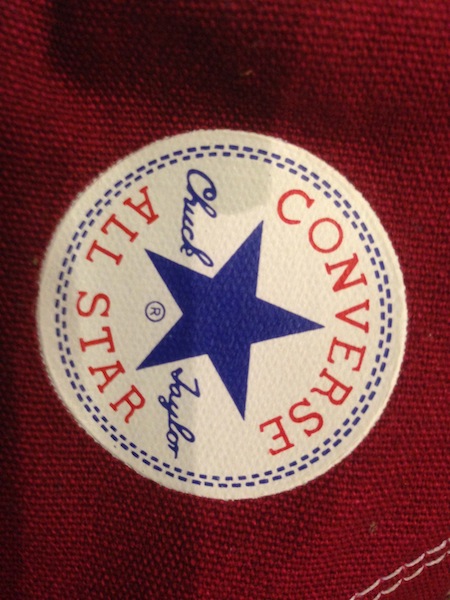 CONVERSE
Chuck Taylor
®
ALL STAR